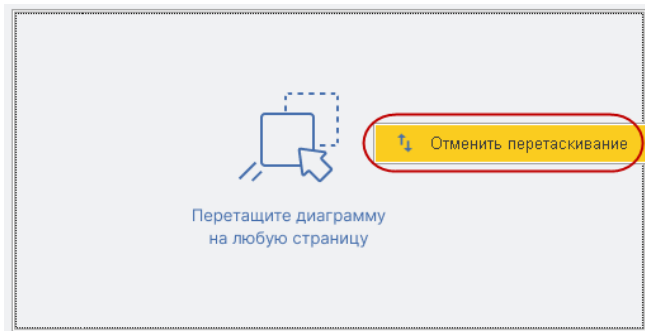 Отменить перетаскивание
Перетащите диаграмму
на любую страницу